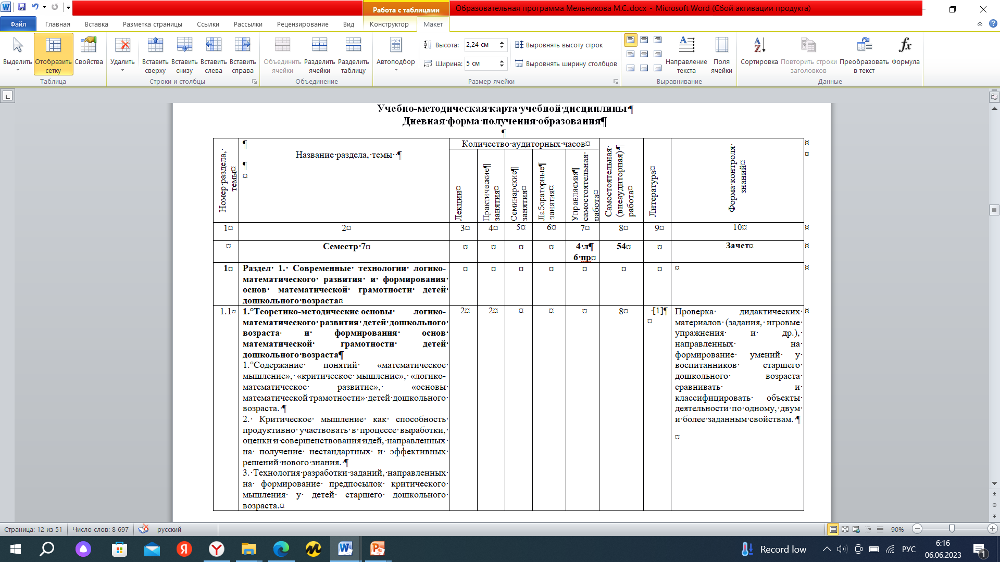 Работа с таблицами
Образовательная программа Мельникова М.С..docx - Microsoft Word (Сбой активации продукта)
Файл Главная Вставка Разметка страницы Ссылки Рассылки Рецензирование Вид Конструктор Макет
Выделить
Отобразить сетку
Свойства
Удалить
Вставить сверху
Вставить снизу
Вставить слева
Вставить справа
Объединить ячейки
Разделить ячейки
Разделить таблицу
Автоподбор
Высота: 2,24 см
Ширина: 5 см
Выровнять высоту строк
Выровнять ширину столбцов
Направление текста
Поля ячейки
Сортировка
Повторить строки заголовков
Преобразовать в текст
Формула
Таблица
Строки и столбцы
Объединение
Размер ячейки
Выравнивание
Данные
Учебно-методическая карта учебной дисциплины
Дневная форма получения образования
Номер раздела,
темы
Название раздела, темы
Количество аудиторных часов
Лекции
Практические
занятия
Семинарские
занятия
Лабораторные
занятия
Управляемая
самостоятельная
работа
Самостоятельная
(внеаудиторная)
работа
Литература
Форма контроля
знаний
1 2 3 4 5 6 7 8 9 10
Семестр 7
4 л
6 пр
54
Зачет
1
Раздел 1. Современные технологии логико-
математического развития и формирования
основ математической грамотности детей
дошкольного возраста
1.1
1.°Теоретико-методические основы логико-
математического развития детей дошкольного
возраста и формирования основ
математической грамотности детей
дошкольного возраста
1.°Содержание понятий «математическое
мышление», «критическое мышление», «логико-
математическое развитие», «основы
математической грамотности» детей дошкольного
возраста.
2. Критическое мышление как способность
продуктивно участвовать в процессе выработки,
оценки и совершенствования идей, направленных
на получение нестандартных и эффективных
решений нового знания.
3. Технология разработки заданий, направленных
на формирование предпосылок критического
мышления у детей старшего дошкольного
возраста.
2 2 8 [1]
Проверка дидактических
материалов (задания, игровые
упражнения и др.),
направленных на
формирование умений у
воспитанников старшего
дошкольного возраста
сравнивать и
классифицировать объекты
деятельности по одному, двум
и более заданным свойствам.
Страница: 12 из 51 Число слов: 8 697 русский 90%
Record low
РУС
6:16
06.06.2023
1